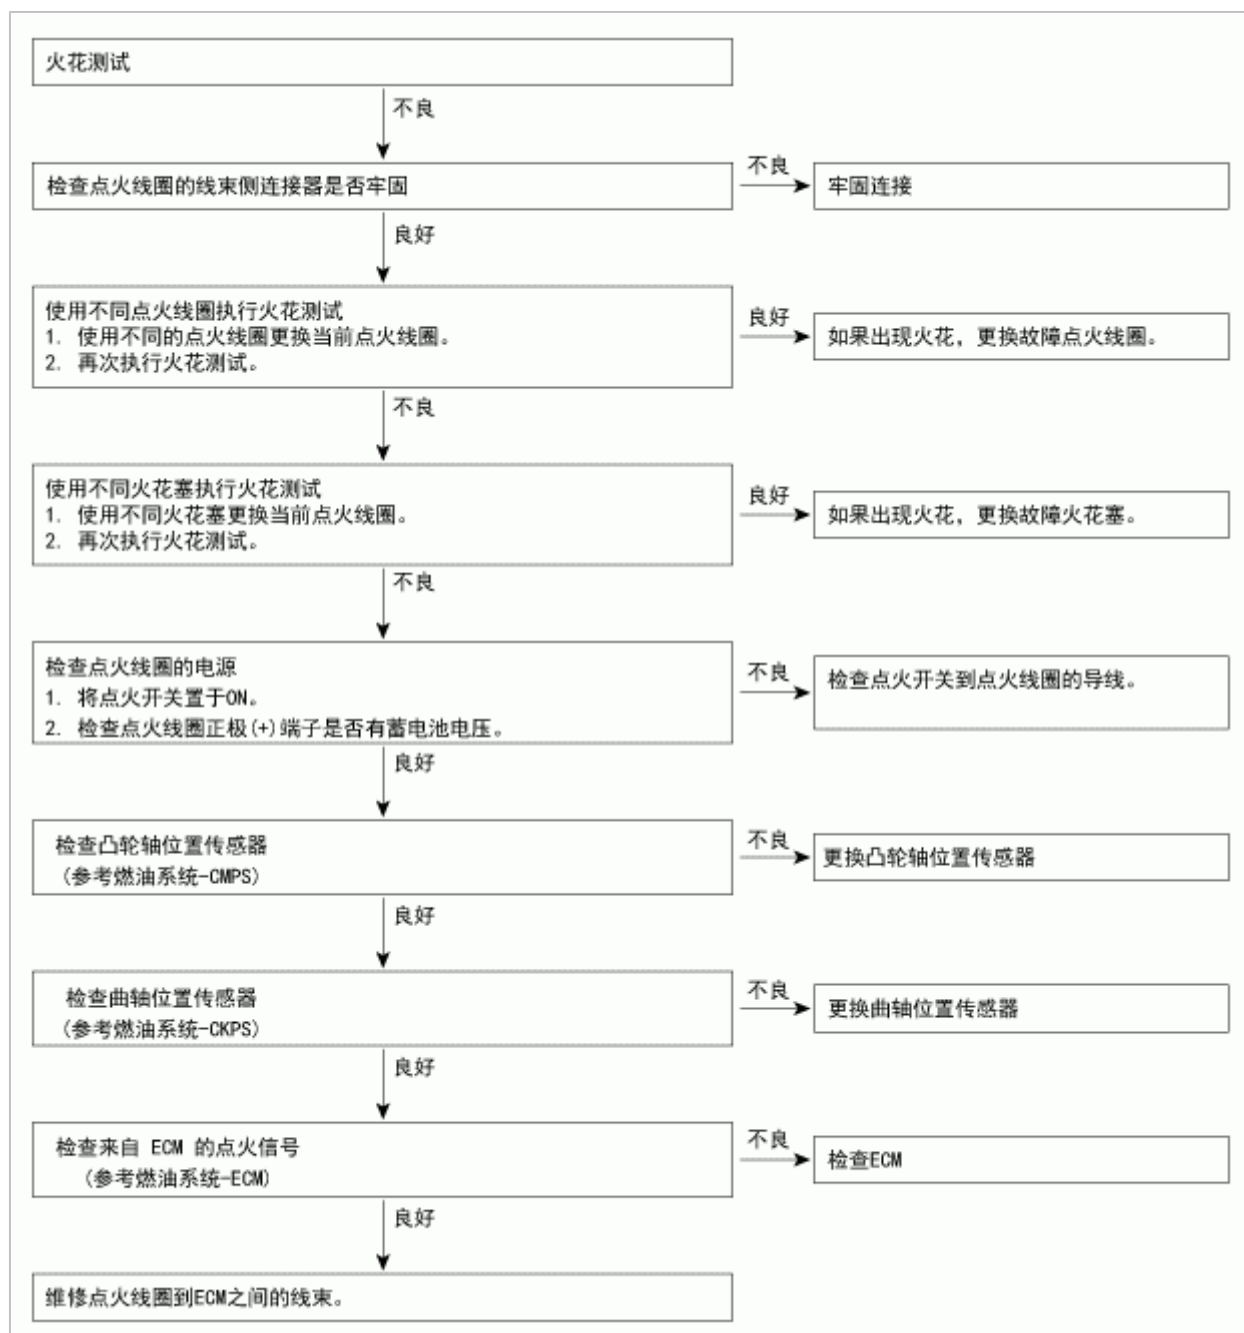 火花测试
不良
检查点火线圈的线束侧连接器是否牢固
不良
牢固连接
良好
使用不同点火线圈执行火花测试
1. 使用不同的点火线圈更换当前点火线圈。
2. 再次执行火花测试。
良好
如果出现火花，更换故障点火线圈。
不良
使用不同火花塞执行火花测试
1. 使用不同火花塞更换当前点火线圈。
2. 再次执行火花测试。
良好
如果出现火花，更换故障火花塞。
不良
检查点火线圈的电源
1. 将点火开关置于ON。
2. 检查点火线圈正极(+)端子是否有蓄电池电压。
不良
检查点火开关到点火线圈的导线。
良好
检查凸轮轴位置传感器
(参考燃油系统-CMPS)
不良
更换凸轮轴位置传感器
良好
检查曲轴位置传感器
(参考燃油系统-CKPS)
不良
更换曲轴位置传感器
良好
检查来自 ECM 的点火信号
(参考燃油系统-ECM)
不良
检查ECM
良好
维修点火线圈到ECM之间的线束。